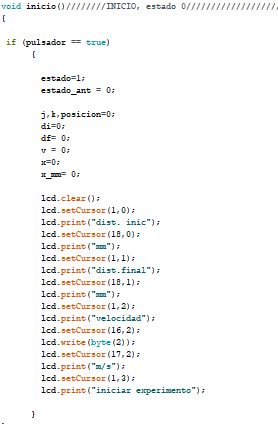 void inicio()////////INICIO, estado 0///////////////////
{
if (pulsador == true)
{
estado=1;
estado_ant = 0;
j,k,posicion=0;
di=0;
df= 0;
v = 0;
x=0;
x_mm= 0;
lcd.clear();
lcd.setCursor(1,0);
lcd.print("dist. inic");
lcd.setCursor(18,0);
lcd.print("mm");
lcd.setCursor(1,1);
lcd.print("dist.final");
lcd.setCursor(18,1);
lcd.print("mm");
lcd.setCursor(1,2);
lcd.print("velocidad");
lcd.setCursor(16,2);
lcd.write(byte(2));
lcd.setCursor(17,2);
lcd.print("m/s");
lcd.setCursor(1,3);
lcd.print("iniciar experimento");
}